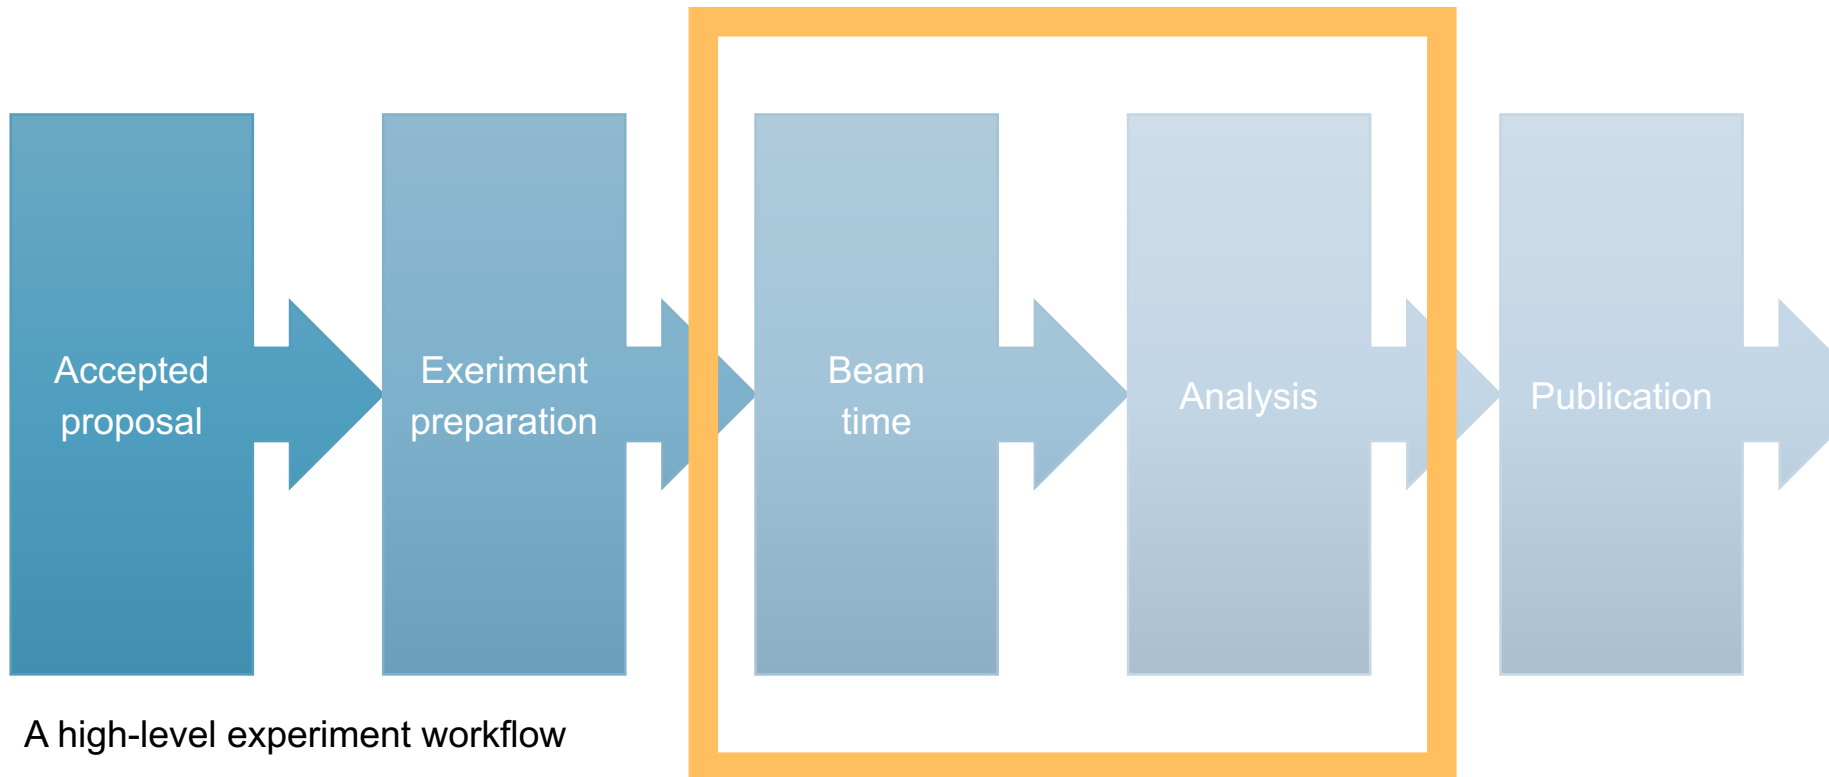 Accepted
proposal
Exeriment
preparation
Beam
time
Analysis
Publication
A high-level experiment workflow